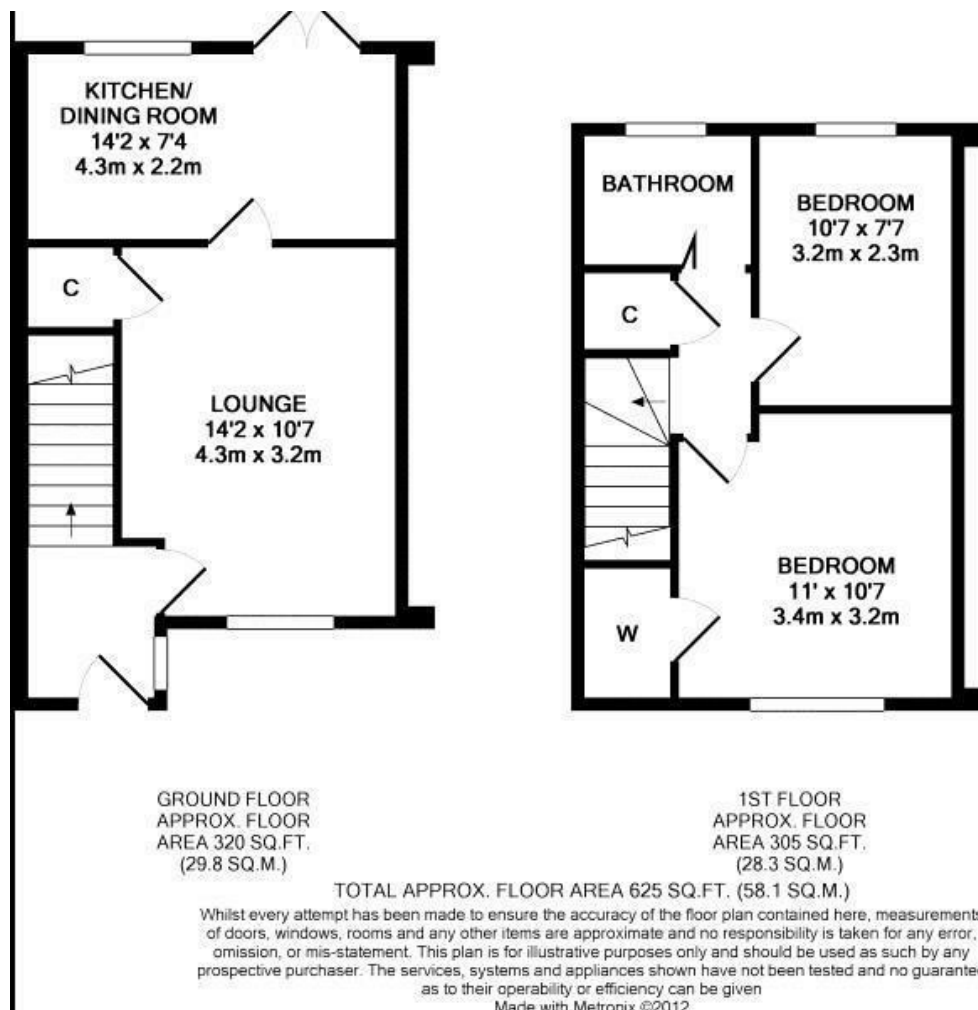 KITCHEN/
DINING ROOM
14'2 x 7'4
4.3m x 2.2m
C
LOUNGE
14'2 x 10'7
4.3m x 3.2m
BATHROOM
BEDROOM
10'7 x 7'7
3.2m x 2.3m
C
BEDROOM
11' x 10'7
3.4m x 3.2m
W
GROUND FLOOR
APPROX. FLOOR
AREA 320 SQ.FT.
(29.8 SQ.M.)
1ST FLOOR
APPROX. FLOOR
AREA 305 SQ.FT.
(28.3 SQ.M.)
TOTAL APPROX. FLOOR AREA 625 SQ.FT. (58.1 SQ.M.)
Whilst every attempt has been made to ensure the accuracy of the floor plan contained here, measurements
of doors, windows, rooms and any other items are approximate and no responsibility is taken for any error,
omission, or mis-statement. This plan is for illustrative purposes only and should be used as such by any
prospective purchaser. The services, systems and appliances shown have not been tested and no guarantee
as to their operability or efficiency can be given
Made with Metropix ©2012